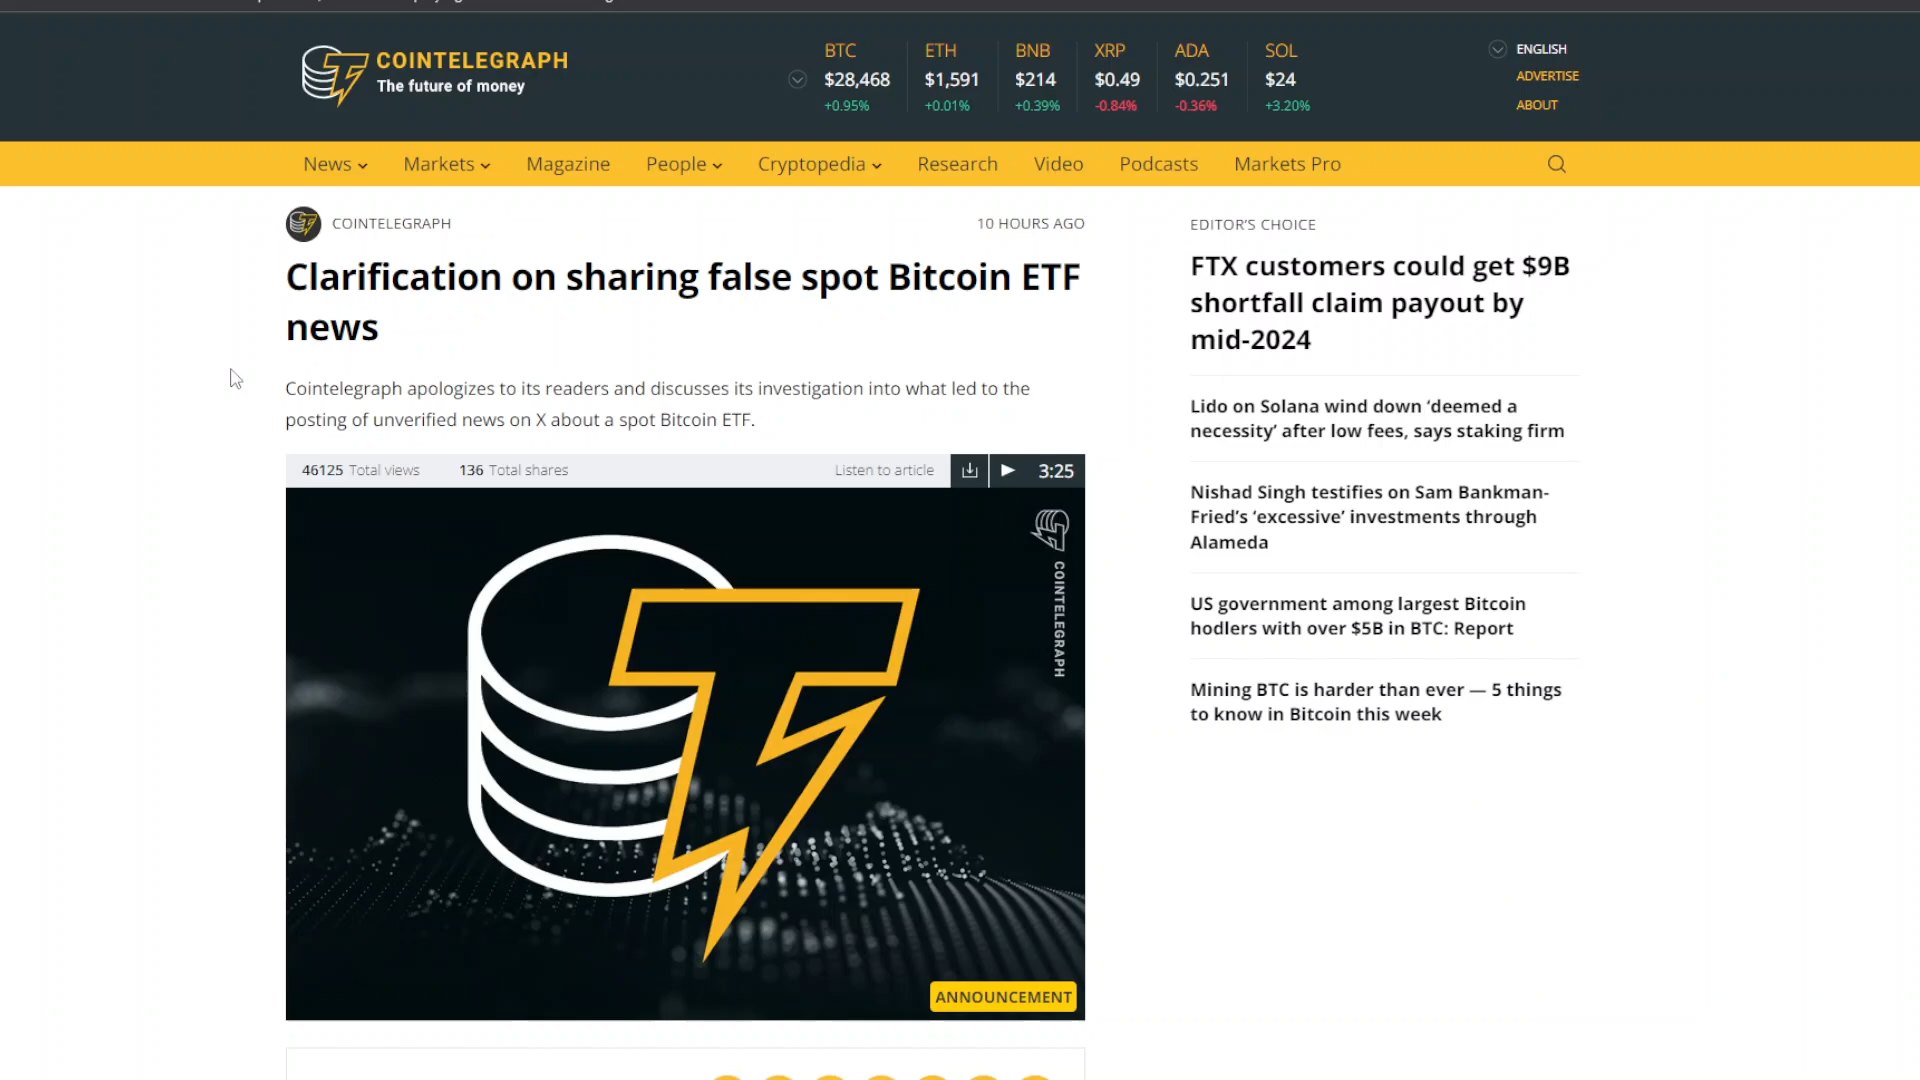 COINTELEGRAPH
The future of money
BTC
$28,468
+0.95%
ETH
$1,591
+0.01%
BNB
$214
+0.39%
XRP
$0.49
-0.84%
ADA
$0.251
-0.36%
SOL
$24
+3.20%
ENGLISH
ADVERTISE
ABOUT
News Markets Magazine People Cryptopedia Research Video Podcasts Markets Pro
COINTELEGRAPH
10 HOURS AGO
Clarification on sharing false spot Bitcoin ETF
news
Cointelegraph apologizes to its readers and discusses its investigation into what led to the
posting of unverified news on X about a spot Bitcoin ETF.
46125 Total views 136 Total shares Listen to article 3:25
COINTELEGRAPH
ANNOUNCEMENT
EDITOR'S CHOICE
FTX customers could get $9B
shortfall claim payout by
mid-2024
Lido on Solana wind down ‘deemed a
necessity’ after low fees, says staking firm
Nishad Singh testifies on Sam Bankman-
Fried’s ‘excessive’ investments through
Alameda
US government among largest Bitcoin
hodlers with over $5B in BTC: Report
Mining BTC is harder than ever — 5 things
to know in Bitcoin this week